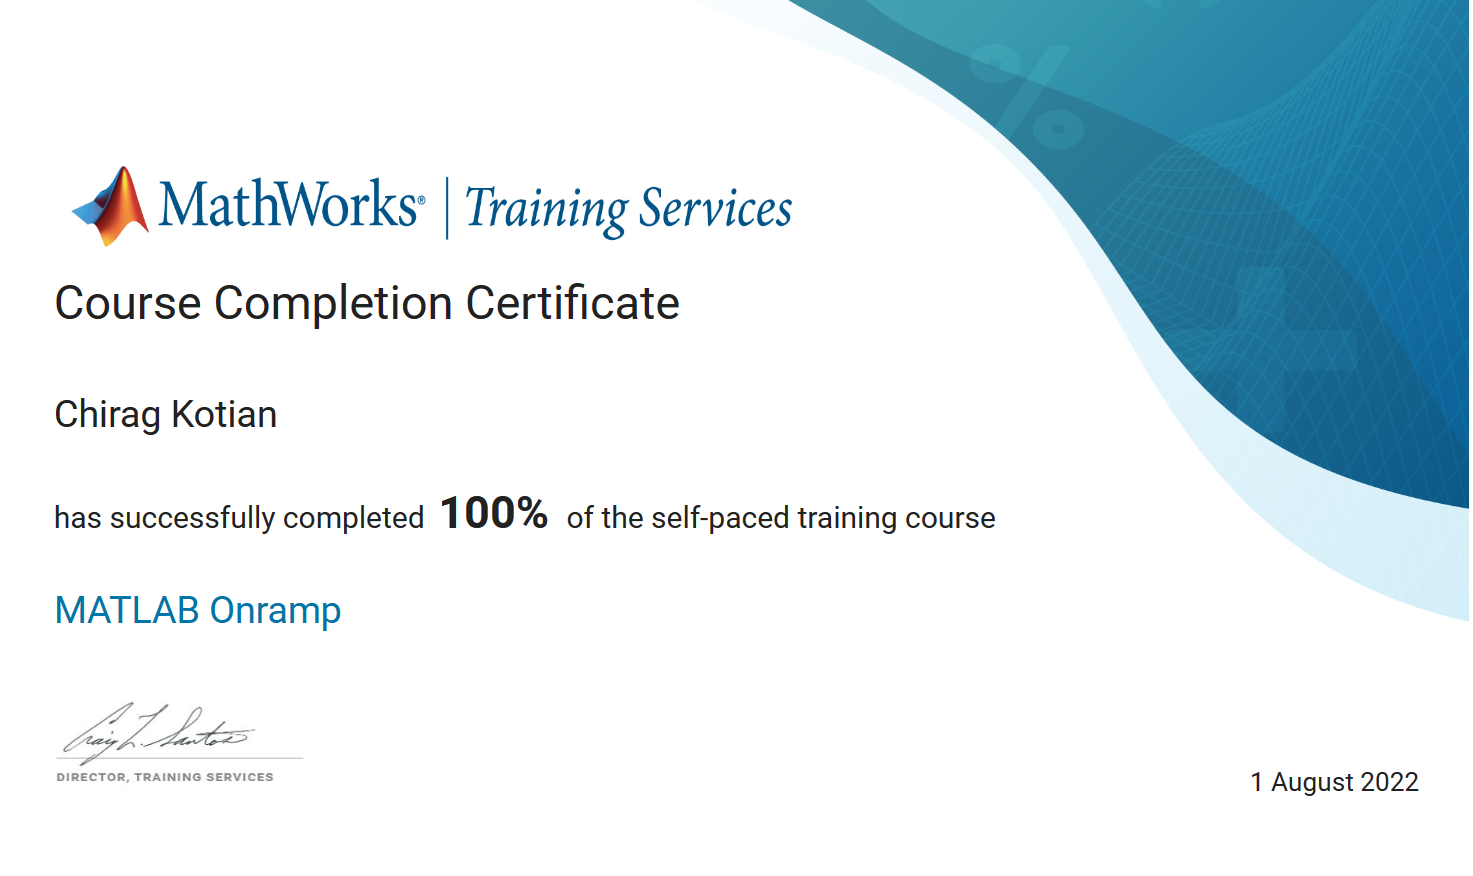 MathWorks® | Training Services
Course Completion Certificate
Chirag Kotian
has successfully completed 100% of the self-paced training course
MATLAB Onramp
Craig L. Santos
DIRECTOR, TRAINING SERVICES
1 August 2022